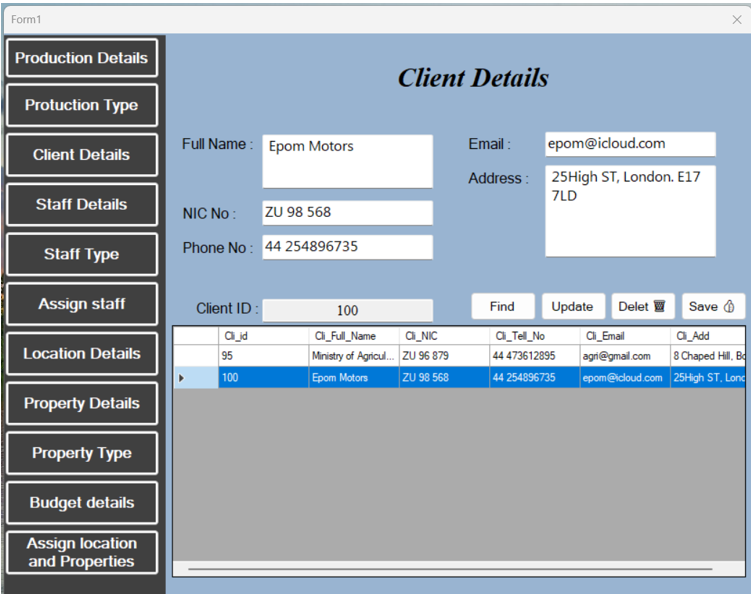 Form1
Production Details
Protuction Type
Client Details
Staff Details
Staff Type
Assign staff
Location Details
Property Details
Property Type
Budget details
Assign location
and Properties
Client Details
Full Name :
Epom Motors
NIC No :
ZU 98 568
Phone No :
44 254896735
Email :
epom@icloud.com
Address :
25High ST, London. E17
7LD
Client ID :
100
Find
Update
Delet
Save
Cli_id Cli_Full_Name Cli_NIC Cli_Tell_No Cli_Email Cli_Add
95 Ministry of Agricul... ZU 96 879 44 473612895 agri@gmail.com 8 Chaped Hill, Bo
100 Epom Motors ZU 98 568 44 254896735 epom@icloud.com 25High ST, Lond